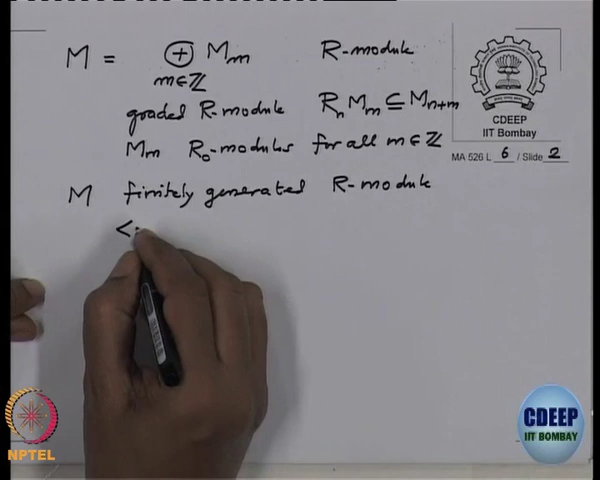 M = ⊕ M_m R-module
m∈ℤ
graded R-module R_n M_m ⊆ M_{n+m}
M_m R_0-modules for all m∈ℤ
M finitely generated R-module
<
CDEEP
IIT Bombay
MA 526 L 6 / Slide 2
NPTEL
CDEEP
IIT BOMBAY